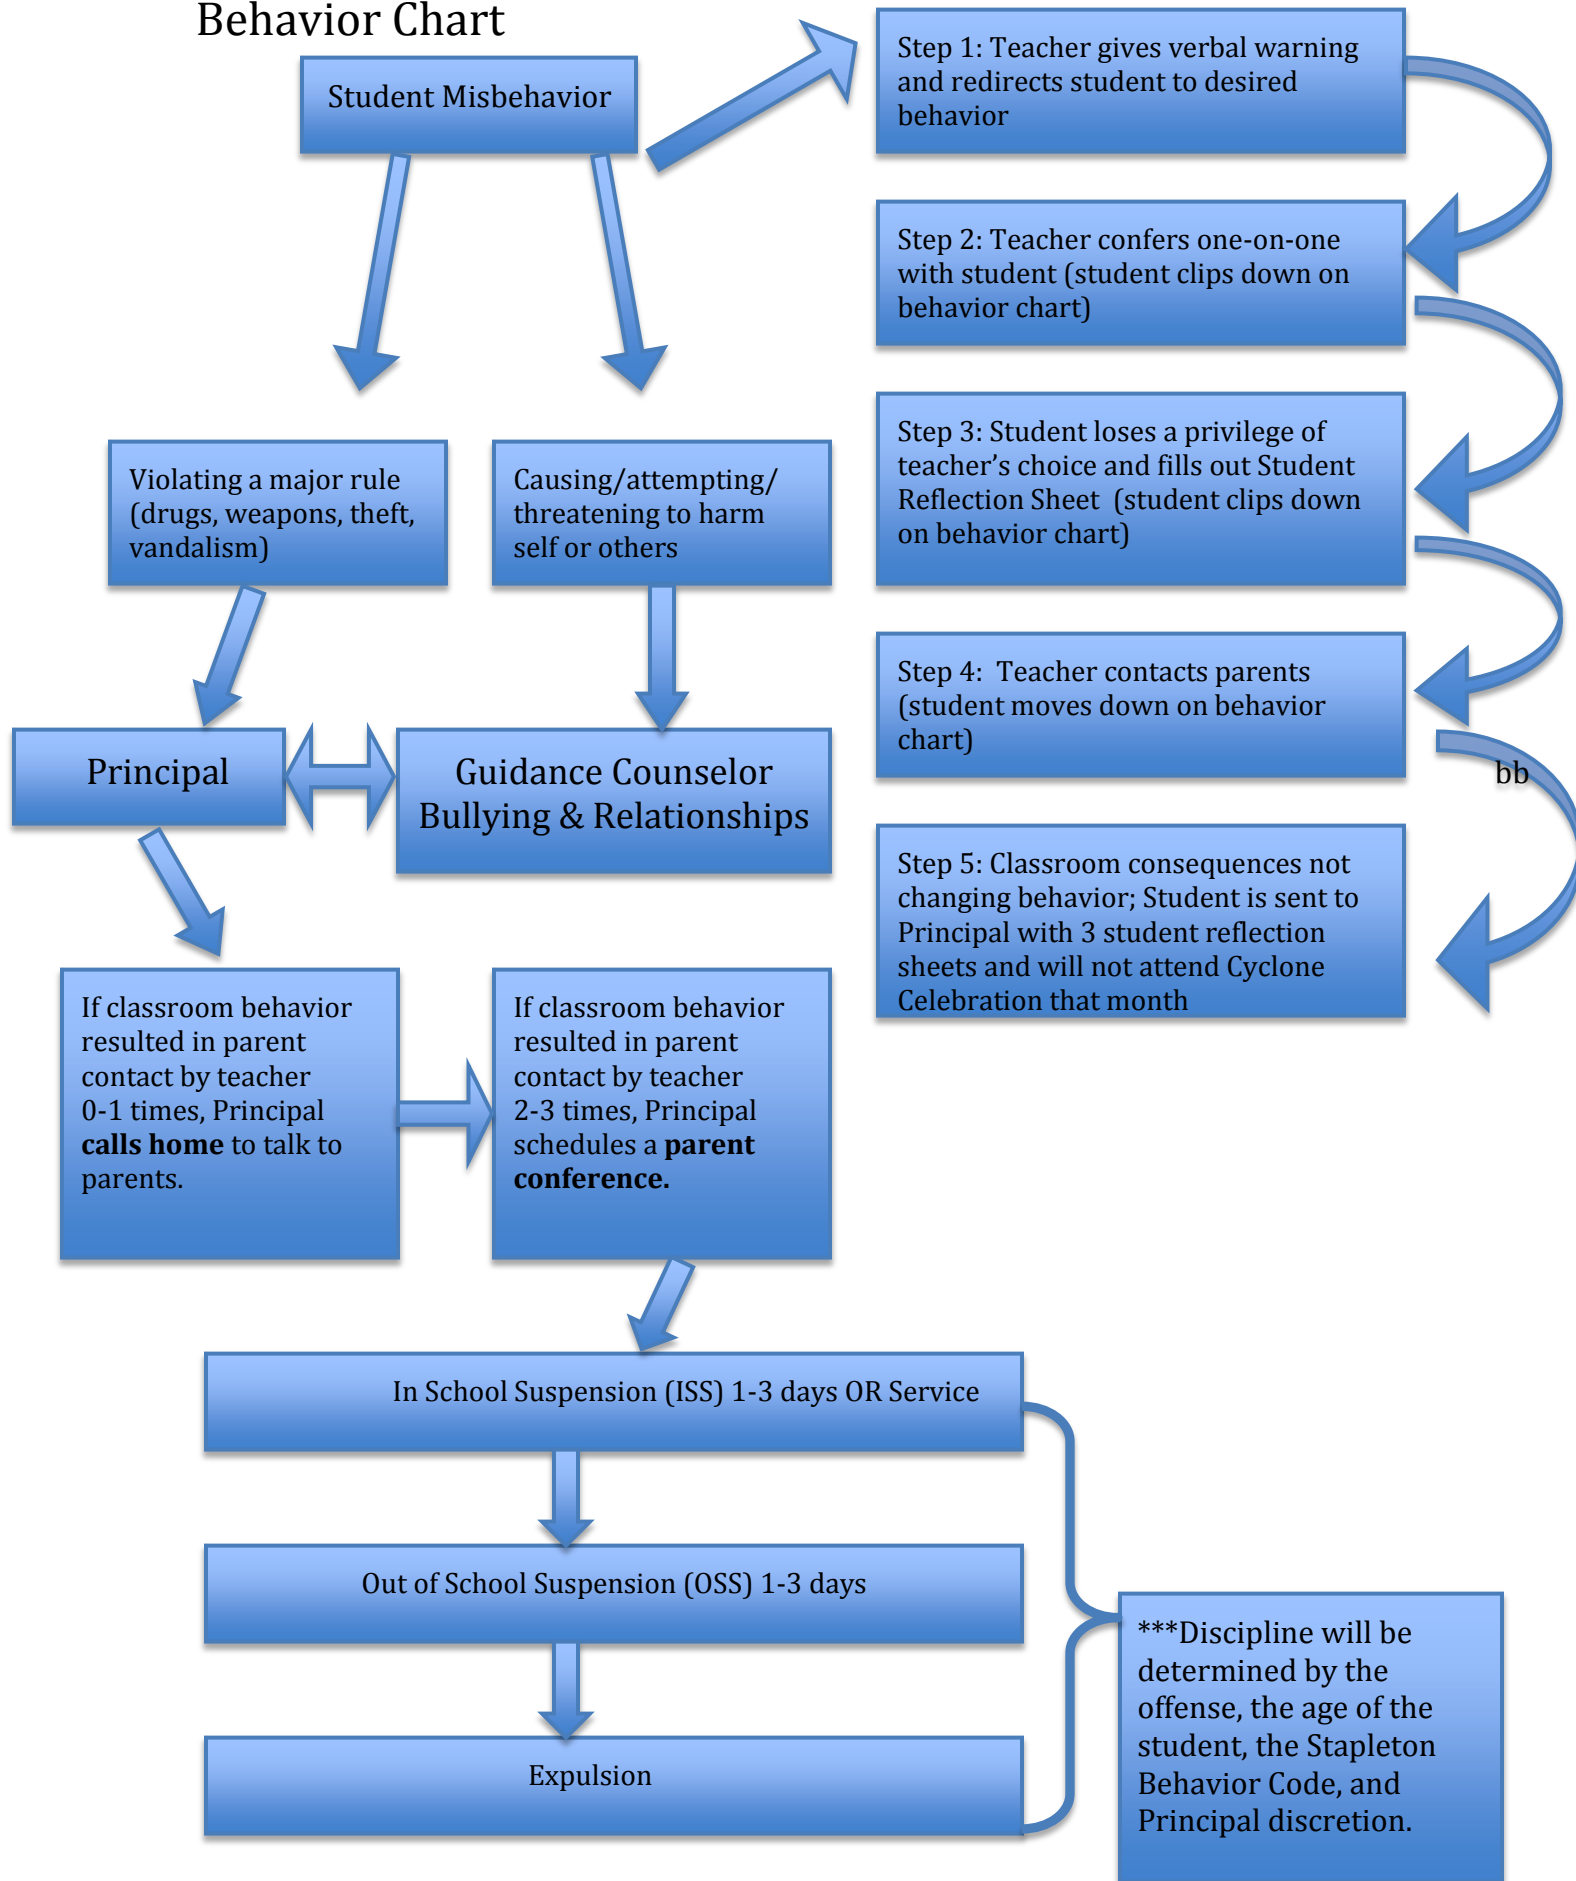 Behavior Chart
Student Misbehavior
Step 1: Teacher gives verbal warning
and redirects student to desired
behavior
Step 2: Teacher confers one-on-one
with student (student clips down on
behavior chart)
Step 3: Student loses a privilege of
teacher’s choice and fills out Student
Reflection Sheet  (student clips down
on behavior chart)
Step 4:  Teacher contacts parents
(student moves down on behavior
chart)
bb
Step 5: Classroom consequences not
changing behavior; Student is sent to
Principal with 3 student reflection
sheets and will not attend Cyclone
Celebration that month
Violating a major rule
(drugs, weapons, theft,
vandalism)
Causing/attempting/
threatening to harm
self or others
Principal
Guidance Counselor
Bullying & Relationships
If classroom behavior
resulted in parent
contact by teacher
0-1 times, Principal
calls home to talk to
parents.
If classroom behavior
resulted in parent
contact by teacher
2-3 times, Principal
schedules a parent
conference.
In School Suspension (ISS) 1-3 days OR Service
Out of School Suspension (OSS) 1-3 days
Expulsion
***Discipline will be
determined by the
offense, the age of the
student, the Stapleton
Behavior Code, and
Principal discretion.